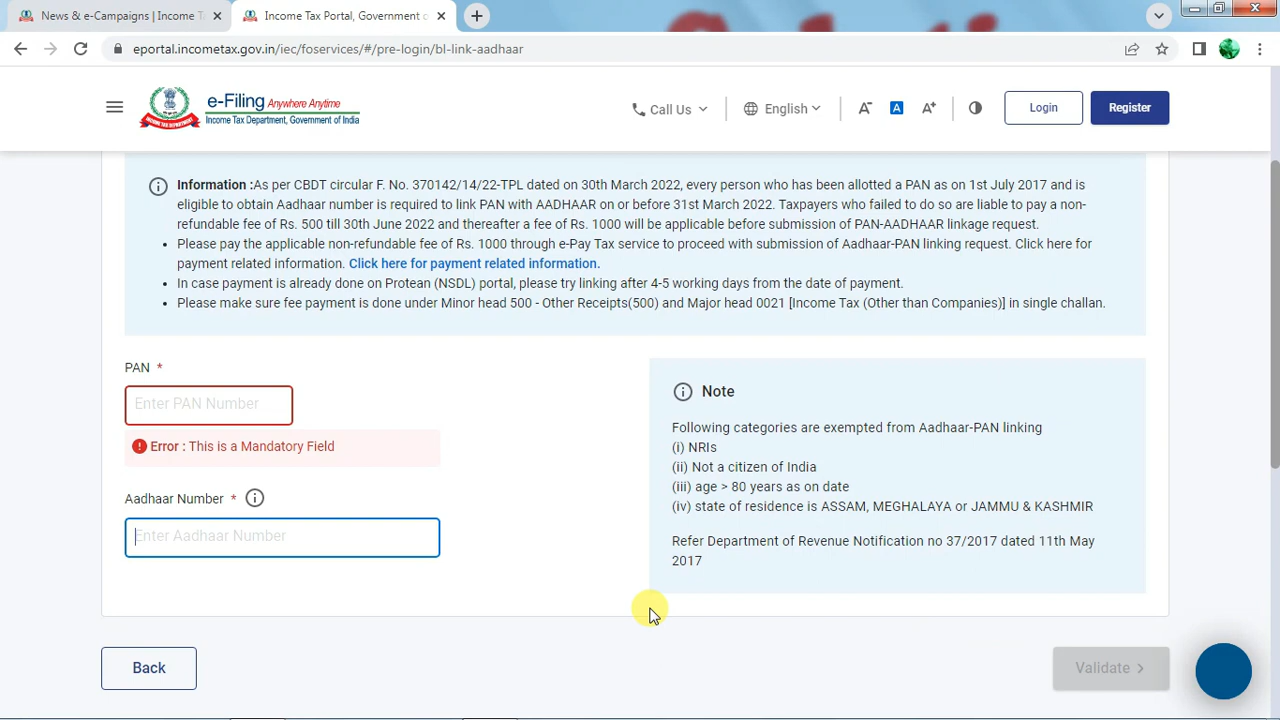 News & e-Campaigns | Income T
Income Tax Portal, Government o
eportal.incometax.gov.in/iec/foservices/#/pre-login/bl-link-aadhaar
e-Filing Anywhere Anytime
Income Tax Department, Government of India
Call Us
English
A-
A
A+
Login
Register
Information :As per CBDT circular F. No. 370142/14/22-TPL dated on 30th March 2022, every person who has been allotted a PAN as on 1st July 2017 and is
eligible to obtain Aadhaar number is required to link PAN with AADHAAR on or before 31st March 2022. Taxpayers who failed to do so are liable to pay a non-
refundable fee of Rs. 500 till 30th June 2022 and thereafter a fee of Rs. 1000 will be applicable before submission of PAN-AADHAAR linkage request.
• Please pay the applicable non-refundable fee of Rs. 1000 through e-Pay Tax service to proceed with submission of Aadhaar-PAN linking request. Click here for
payment related information. Click here for payment related information.
• In case payment is already done on Protean (NSDL) portal, please try linking after 4-5 working days from the date of payment.
• Please make sure fee payment is done under Minor head 500 - Other Receipts(500) and Major head 0021 [Income Tax (Other than Companies)] in single challan.
PAN *
Enter PAN Number
Error : This is a Mandatory Field
Aadhaar Number *
Enter Aadhaar Number
Note
Following categories are exempted from Aadhaar-PAN linking
(i) NRIs
(ii) Not a citizen of India
(iii) age > 80 years as on date
(iv) state of residence is ASSAM, MEGHALAYA or JAMMU & KASHMIR
Refer Department of Revenue Notification no 37/2017 dated 11th May
2017
Back
Validate >